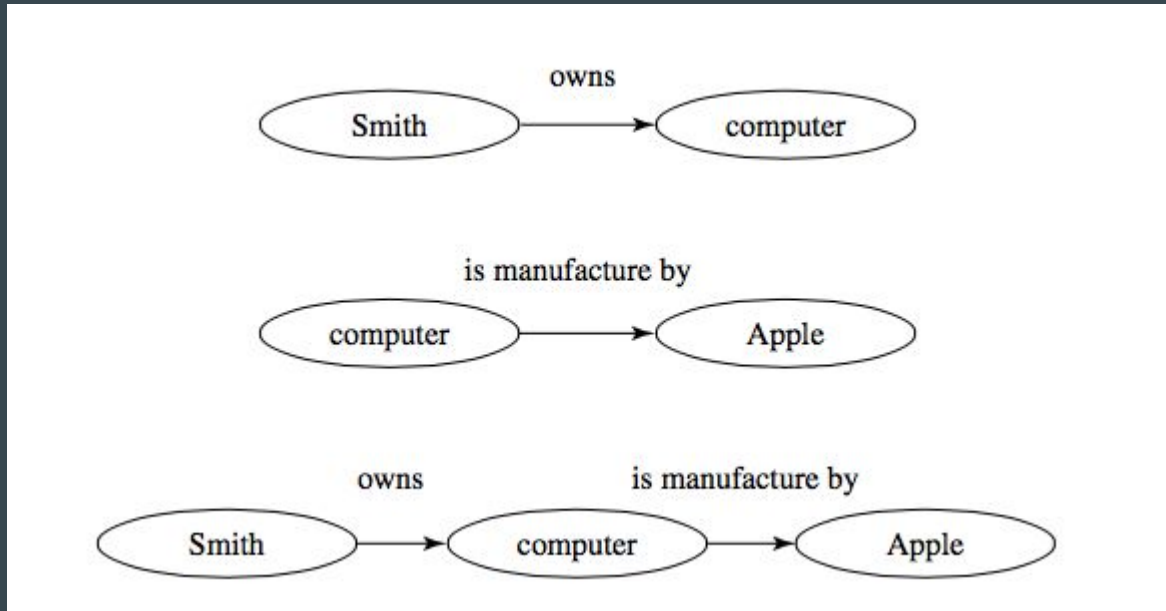 owns
Smith computer
is manufacture by
computer Apple
owns is manufacture by
Smith computer Apple